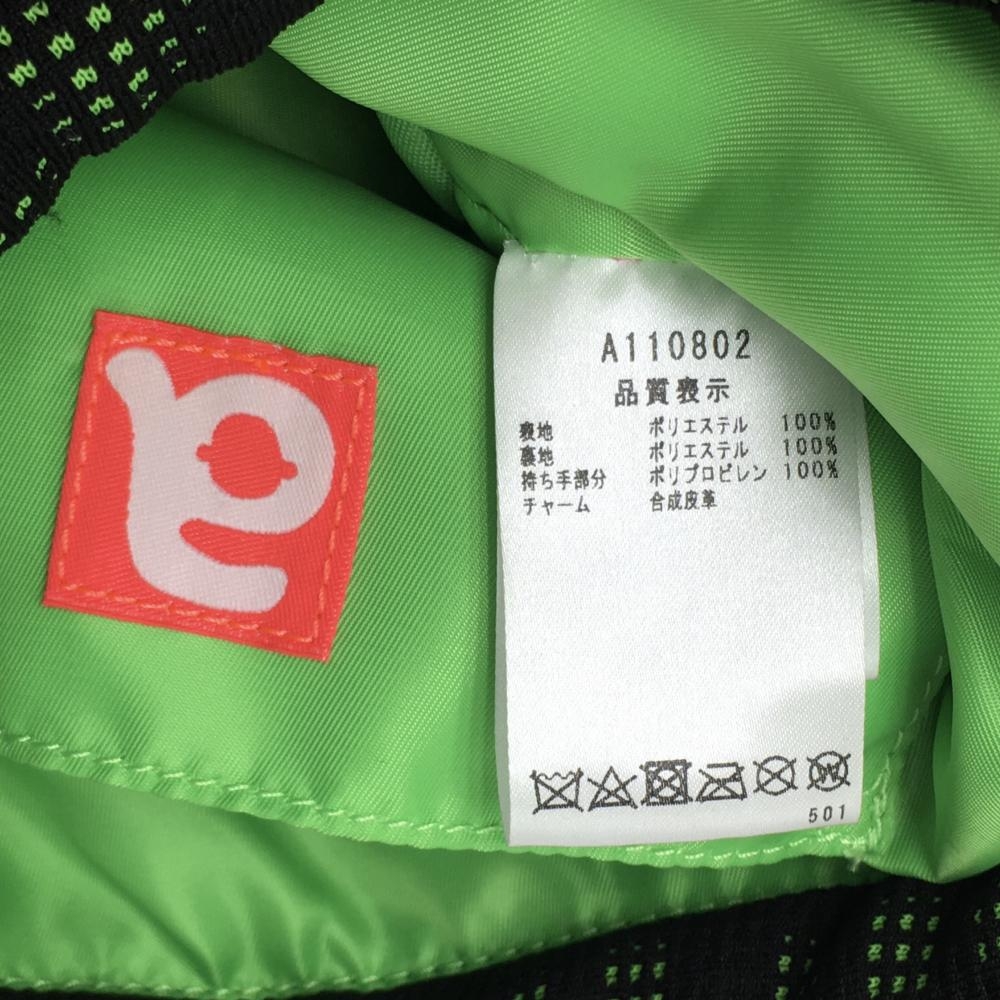 A110802
品質表示
表地 ポリエステル 100%
裏地 ポリエステル 100%
持ち手部分 ポリプロピレン 100%
チャーム 合成皮革
501